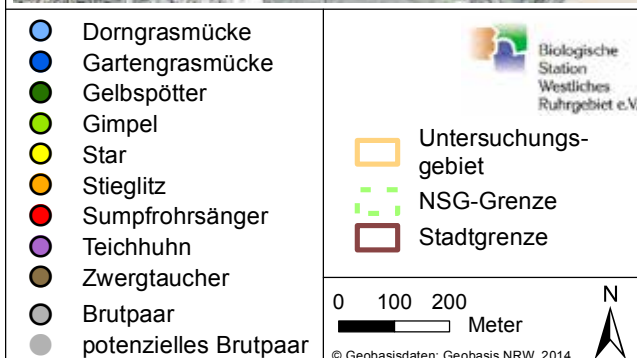 Dorngrasmücke
Gartengrasmücke
Gelbspötter
Gimpel
Star
Stieglitz
Sumpfrohrsänger
Teichhuhn
Zwergtaucher
Brutpaar
potenzielles Brutpaar
Biologische
Station
Westliches
Ruhrgebiet e.V.
Untersuchungs-
gebiet
NSG-Grenze
Stadtgrenze
0 100 200
Meter
N
© Geobasisdaten: Geobasis NRW, 2014